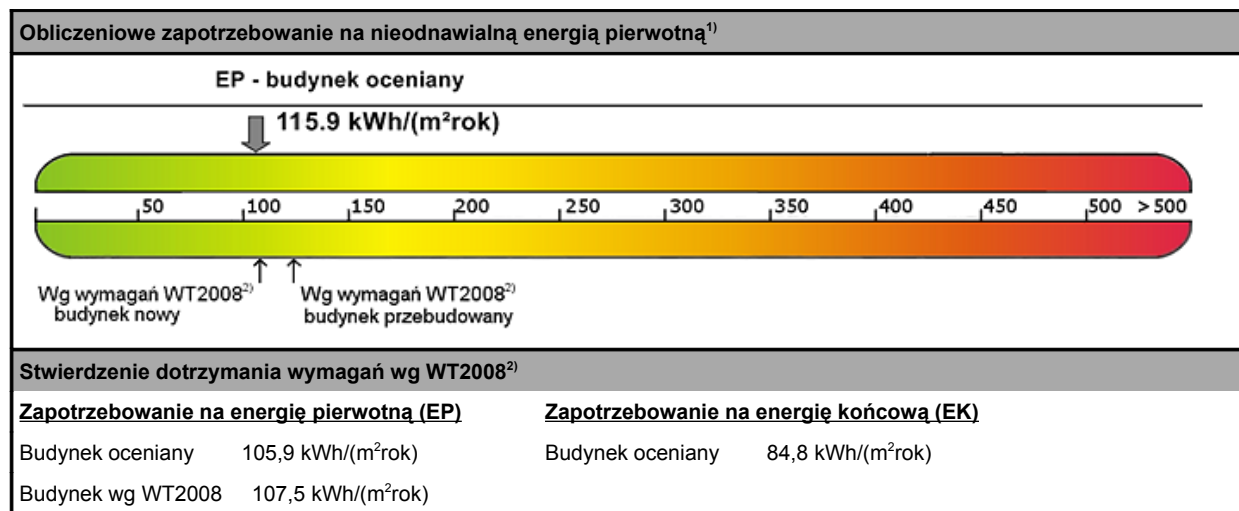 Obliczeniowe zapotrzebowanie na nieodnawialną energią pierwotną¹⁾
EP - budynek oceniany
115.9 kWh/(m²rok)
50 100 150 200 250 300 350 400 450 500 >500
Wg wymagań WT2008²⁾
budynek nowy
Wg wymagań WT2008²⁾
budynek przebudowany
Stwierdzenie dotrzymania wymagań wg WT2008²⁾
Zapotrzebowanie na energię pierwotną (EP) Zapotrzebowanie na energię końcową (EK)
Budynek oceniany 105,9 kWh/(m²rok) Budynek oceniany 84,8 kWh/(m²rok)
Budynek wg WT2008 107,5 kWh/(m²rok)